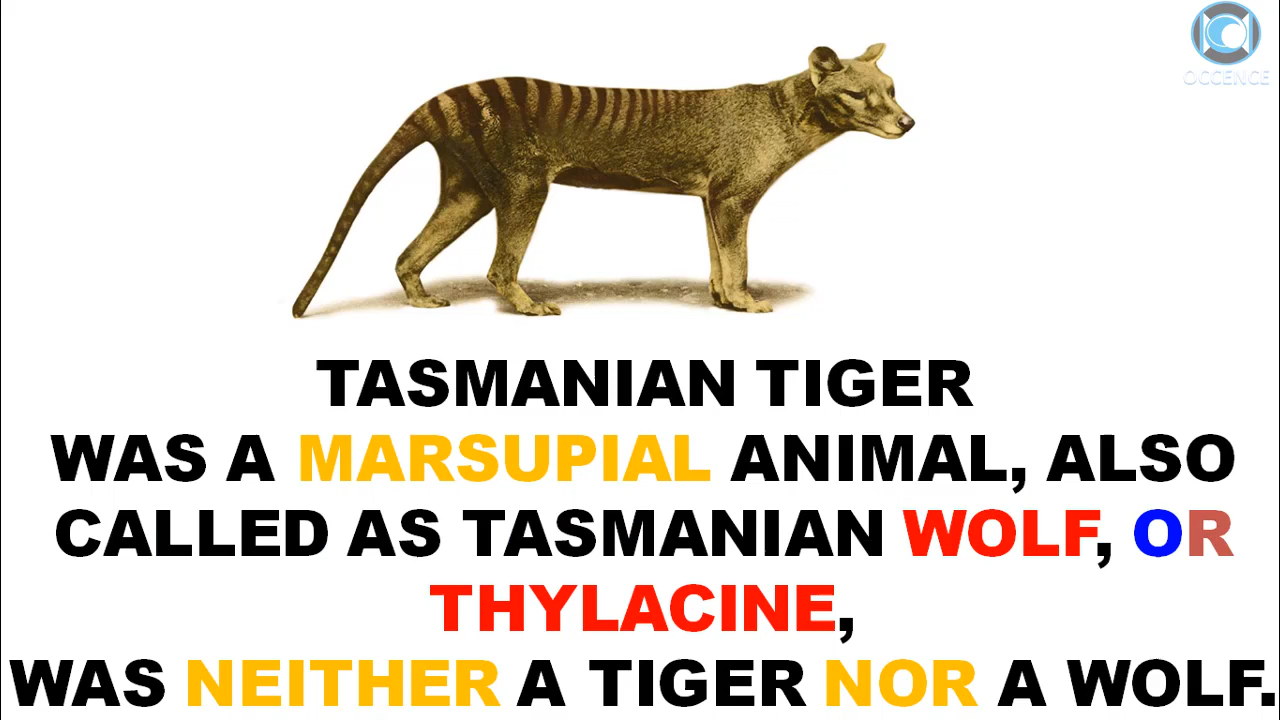 OCCENCE
TASMANIAN TIGER
WAS A MARSUPIAL ANIMAL, ALSO
CALLED AS TASMANIAN WOLF, OR
THYLACINE,
WAS NEITHER A TIGER NOR A WOLF.